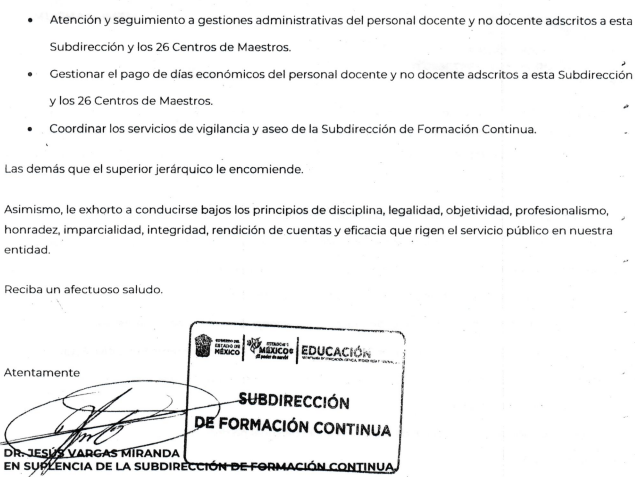 • Atención y seguimiento a gestiones administrativas del personal docente y no docente adscritos a esta
Subdirección y los 26 Centros de Maestros.
• Gestionar el pago de días económicos del personal docente y no docente adscritos a esta Subdirección
y los 26 Centros de Maestros.
• Coordinar los servicios de vigilancia y aseo de la Subdirección de Formación Continua.
Las demás que el superior jerárquico le encomiende.
Asimismo, le exhorto a conducirse bajos los principios de disciplina, legalidad, objetividad, profesionalismo,
honradez, imparcialidad, integridad, rendición de cuentas y eficacia que rigen el servicio público en nuestra
entidad.
Reciba un afectuoso saludo.
GOBIERNO DEL
ESTADO DE
MÉXICO
ESTADO DE
MÉXICO
¡El poder de servir!
EDUCACIÓN
Atentamente
SUBDIRECCIÓN
DE FORMACIÓN CONTINUA
DR. JESÚS VARGAS MIRANDA
EN SUPLENCIA DE LA SUBDIRECCIÓN DE FORMACIÓN CONTINUA